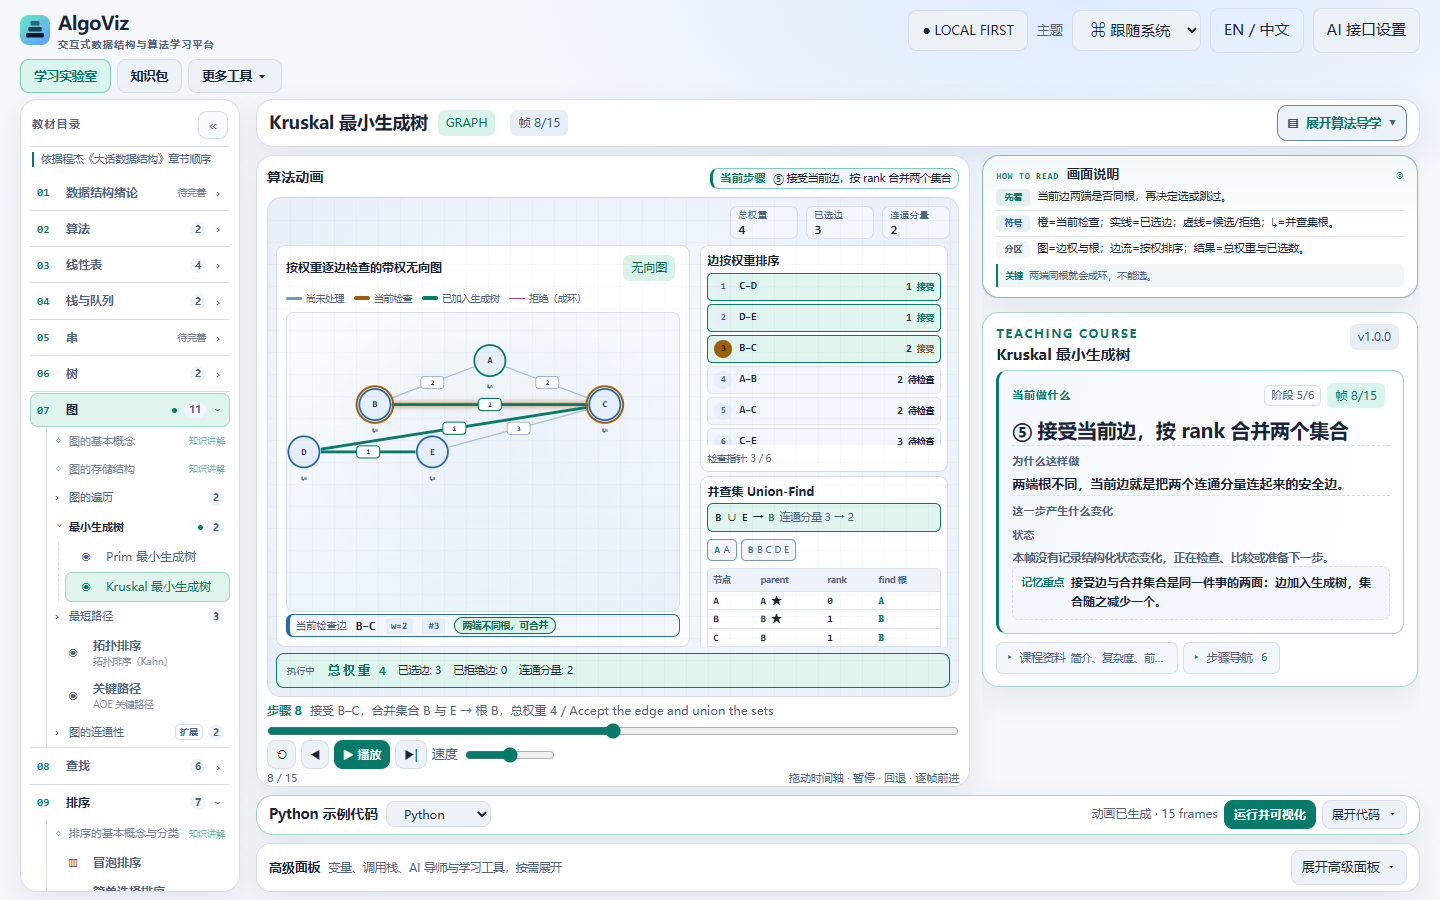 AlgoViz
交互式数据结构与算法学习平台
● LOCAL FIRST
主题
⌘ 跟随系统
EN / 中文
AI 接口设置
学习实验室
知识包
更多工具
教材目录
«
依据程杰《大话数据结构》章节顺序
01 数据结构绪论 待完善 ›
02 算法 2 ›
03 线性表 4 ›
04 栈与队列 2 ›
05 串 待完善 ›
06 树 2 ›
07 图 11
图的基本概念 知识讲解
图的存储结构 知识讲解
图的遍历 2
最小生成树 2
Prim 最小生成树
Kruskal 最小生成树
最短路径 3
拓扑排序
拓扑排序（Kahn）
关键路径
AOE 关键路径
图的连通性 扩展 2
08 查找 6 ›
09 排序 7
排序的基本概念与分类 知识讲解
冒泡排序
简单选择排序
Kruskal 最小生成树
GRAPH
帧 8/15
展开算法导学
算法动画
当前步骤 ⑤ 接受当前边，按 rank 合并两个集合
总权重
4
已选边
3
连通分量
2
按权重逐边检查的带权无向图
无向图
尚未处理 当前检查 已加入生成树 拒绝（成环）
A
2 2
B 2 C
1 3
D 1 E
当前检查边 B–C w=2 #3 两端不同根，可合并
边按权重排序
1 C–D 1 接受
2 D–E 1 接受
3 B–C 2 接受
4 A–B 2 待检查
5 A–C 2 待检查
6 C–E 3 待检查
检查指针: 3 / 6
并查集 Union-Find
B ∪ E → B 连通分量 3 → 2
A A
B B C D E
节点 parent rank find 根
A A ★ 0 A
B B ★ 1 B
C B 1 B
执行中 总权重 4 已选边: 3 已拒绝边: 0 连通分量: 2
步骤 8 接受 B–C，合并集合 B 与 E → 根 B，总权重 4 / Accept the edge and union the sets
播放
速度
8 / 15
拖动时间轴 · 暂停 · 回退 · 逐帧前进
HOW TO READ 画面说明
先看 当前边两端是否同根，再决定选或跳过。
符号 橙=当前检查；实线=已选边；虚线=候选/拒绝；↳=并查集根。
分区 图=边权与根；边流=按权排序；结果=总权重与已选数。
关键 两端同根就会成环，不能选。
TEACHING COURSE
Kruskal 最小生成树
v1.0.0
当前做什么
阶段 5/6
帧 8/15
⑤ 接受当前边，按 rank 合并两个集合
为什么这样做
两端根不同，当前边就是把两个连通分量连起来的安全边。
这一步产生什么变化
状态
本帧没有记录结构化状态变化，正在检查、比较或准备下一步。
记忆重点 接受边与合并集合是同一件事的两面：边加入生成树，集
合随之减少一个。
课程资料 简介、复杂度、前…
步骤导航 6
Python 示例代码
Python
动画已生成 · 15 frames
运行并可视化
展开代码
高级面板 变量、调用栈、AI 导师与学习工具，按需展开
展开高级面板